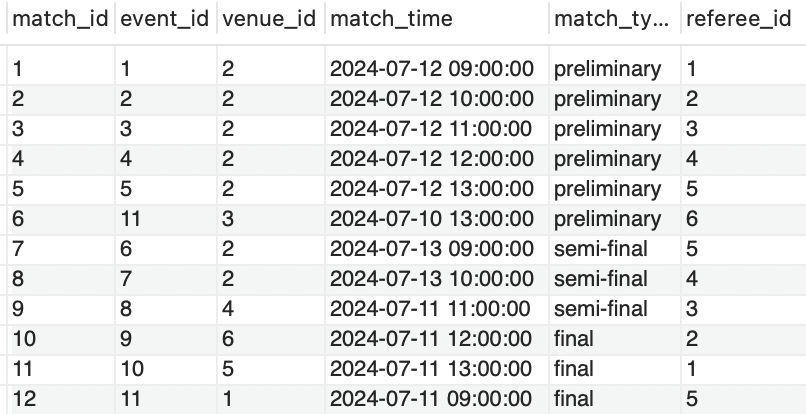 match_id event_id venue_id match_time match_ty... referee_id
1 1 2 2024-07-12 09:00:00 preliminary 1
2 2 2 2024-07-12 10:00:00 preliminary 2
3 3 2 2024-07-12 11:00:00 preliminary 3
4 4 2 2024-07-12 12:00:00 preliminary 4
5 5 2 2024-07-12 13:00:00 preliminary 5
6 11 3 2024-07-10 13:00:00 preliminary 6
7 6 2 2024-07-13 09:00:00 semi-final 5
8 7 2 2024-07-13 10:00:00 semi-final 4
9 8 4 2024-07-11 11:00:00 semi-final 3
10 9 6 2024-07-11 12:00:00 final 2
11 10 5 2024-07-11 13:00:00 final 1
12 11 1 2024-07-11 09:00:00 final 5